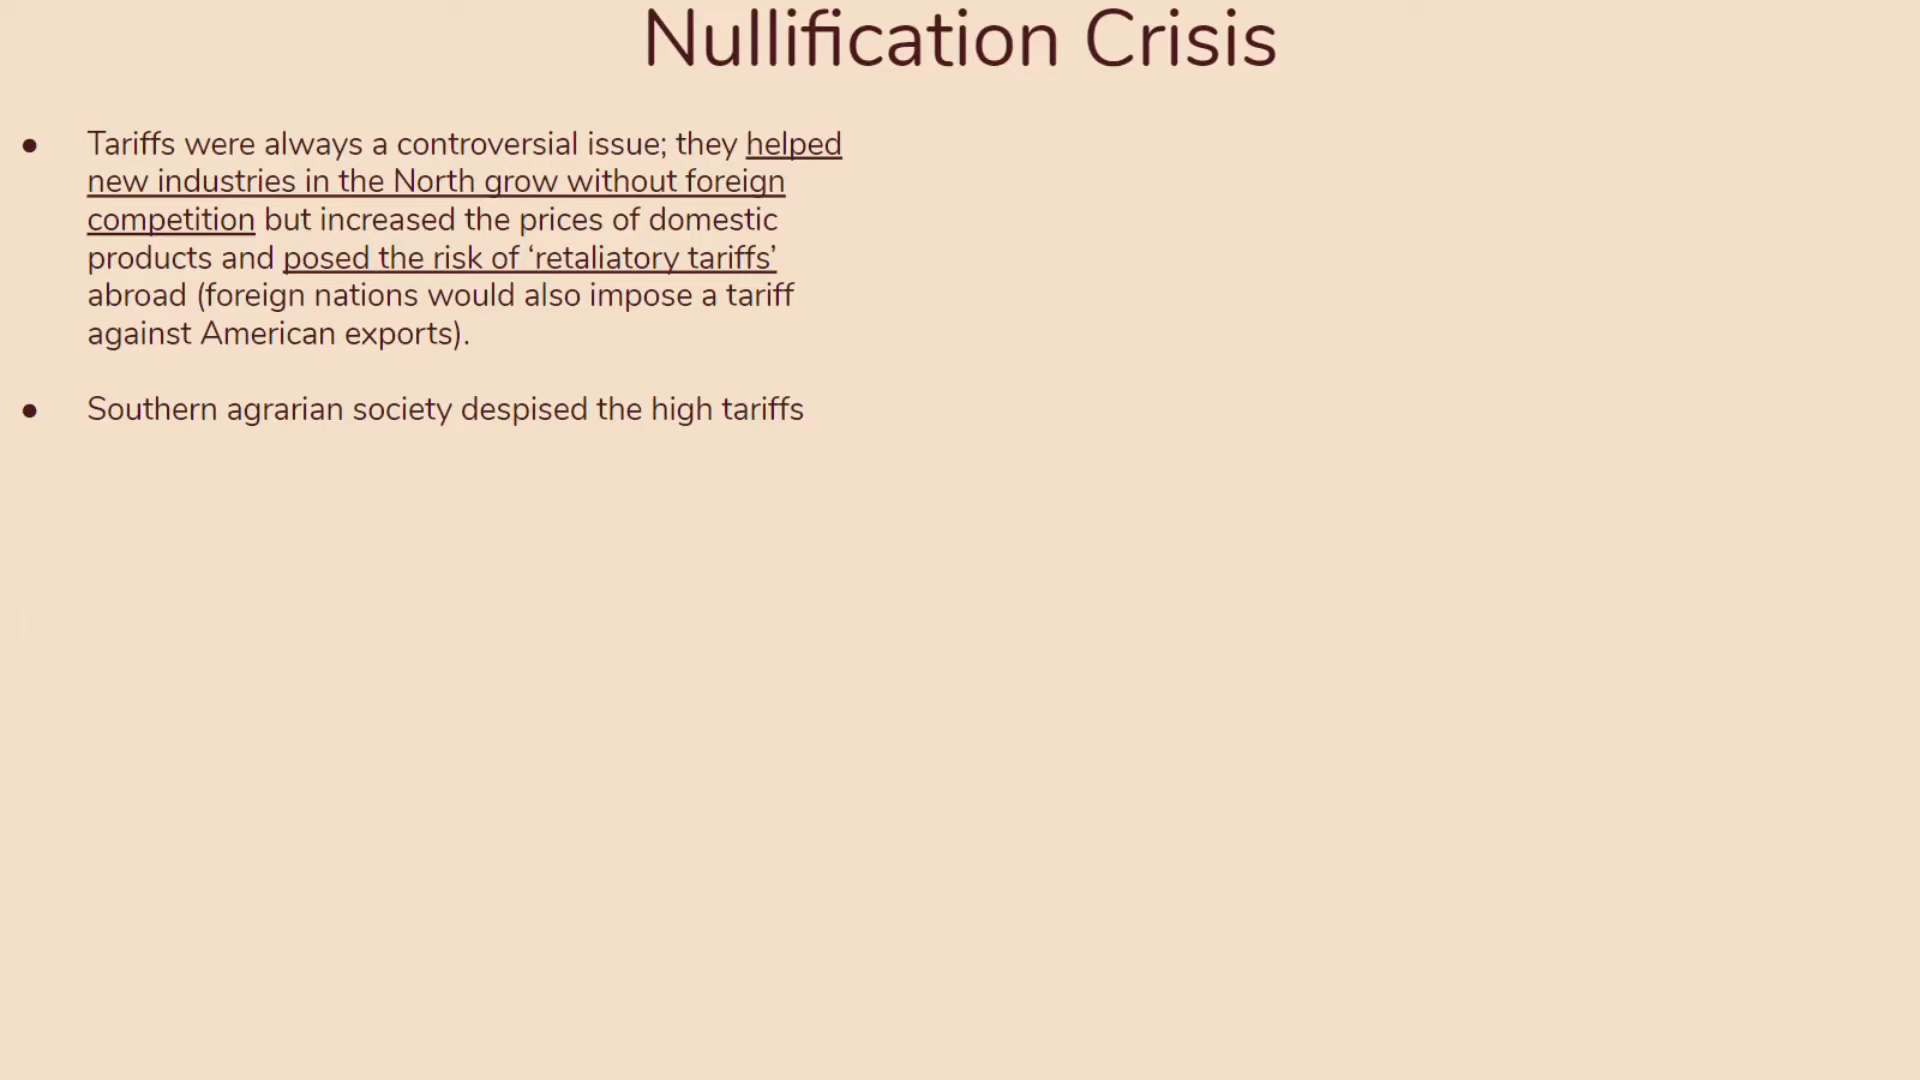 Nullification Crisis
● Tariffs were always a controversial issue; they helped
new industries in the North grow without foreign
competition but increased the prices of domestic
products and posed the risk of ‘retaliatory tariffs’
abroad (foreign nations would also impose a tariff
against American exports).
● Southern agrarian society despised the high tariffs